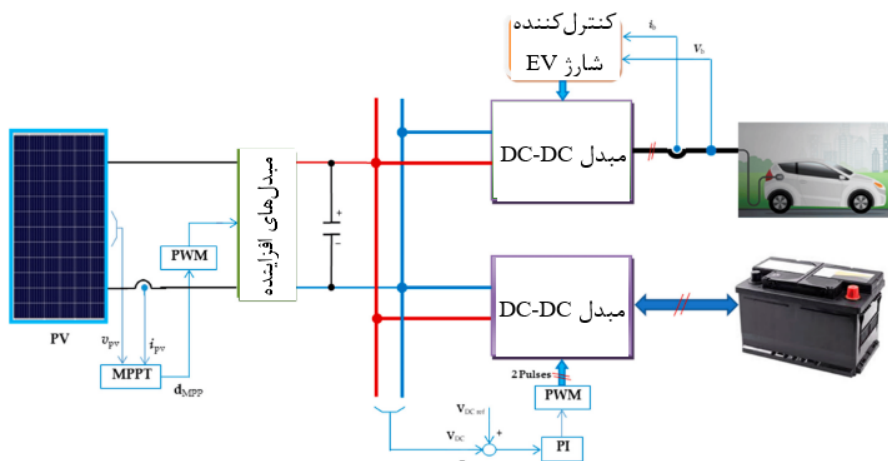 کنترل‌کننده
شارژ EV
i_b
V_b
مبدل DC-DC
مبدل‌های افزاینده
PWM
PV
v_pv
i_pv
MPPT
d_MPP
+
-
مبدل DC-DC
2 Pulses
PWM
V_DC ref
+
V_DC
-
PI